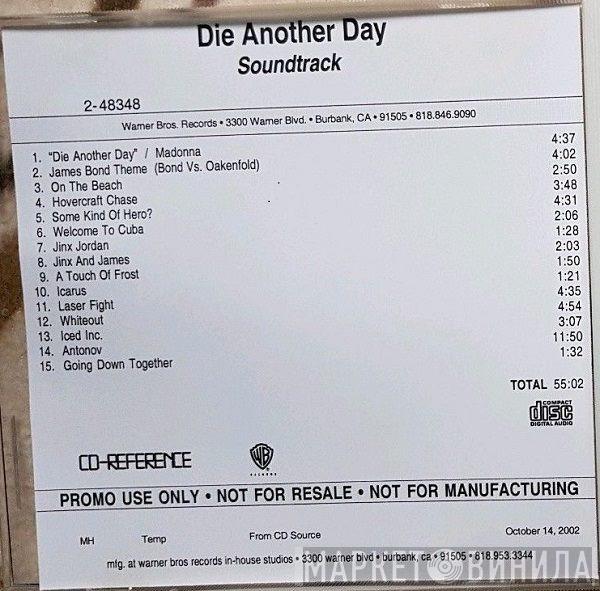 Die Another Day
Soundtrack
2-48348
Warner Bros. Records • 3300 Warner Blvd. • Burbank, CA • 91505 • 818.846.9090
1. "Die Another Day" / Madonna 4:37
2. James Bond Theme (Bond Vs. Oakenfold) 4:02
3. On The Beach 2:50
4. Hovercraft Chase 3:48
5. Some Kind Of Hero? 4:31
6. Welcome To Cuba 2:06
7. Jinx Jordan 1:28
8. Jinx And James 2:03
9. A Touch Of Frost 1:50
10. Icarus 1:21
11. Laser Fight 4:35
12. Whiteout 4:54
13. Iced Inc. 3:07
14. Antonov 11:50
15. Going Down Together 1:32
TOTAL 55:02
COMPACT
disc
DIGITAL AUDIO
CD-REFERENCE
WB
RECORDS
PROMO USE ONLY • NOT FOR RESALE • NOT FOR MANUFACTURING
MH Temp From CD Source October 14, 2002
mfg. at warner bros records in-house studios • 3300 warner blvd • burbank, ca • 91505 • 818.953.3344
МАРКЕТ ВИНИЛА